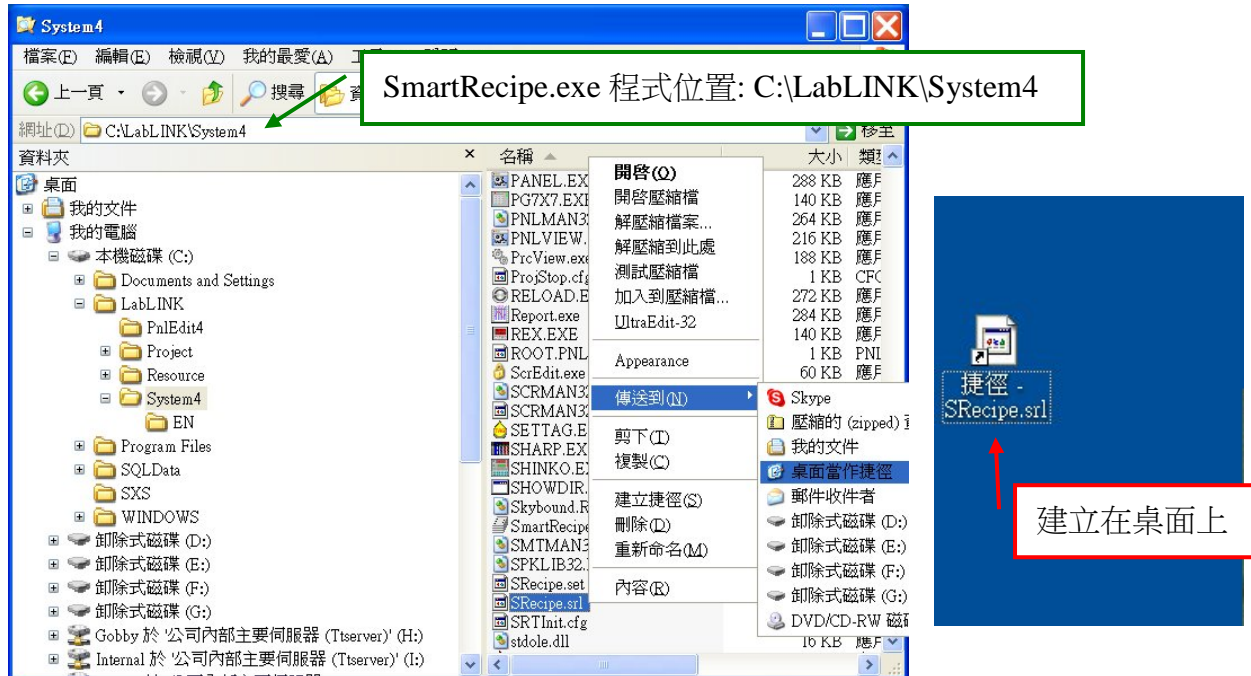 System4
檔案(F) 編輯(E) 檢視(V) 我的最愛(A)
SmartRecipe.exe 程式位置: C:\LabLINK\System4
上一頁 搜尋
網址(D) C:\LabLINK\System4 移至
資料夾 × 名稱 大小
桌面
我的文件
我的電腦
本機磁碟 (C:)
Documents and Settings
LabLINK
PnlEdit4
Project
Resource
System4
EN
Program Files
SQLData
SXS
WINDOWS
卸除式磁碟 (D:)
卸除式磁碟 (E:)
卸除式磁碟 (F:)
卸除式磁碟 (G:)
Gobby 於 '公司內部主要伺服器 (Ttserver)' (H:)
Internal 於 '公司內部主要伺服器 (Ttserver)' (I:)
PANEL.EX 288 KB
PG7X7.EXE 140 KB
PNLMAN32 264 KB
PNLVIEW. 216 KB
PrcView.exe 188 KB
ProjStop.cfg 1 KB
RELOAD.E 272 KB
Report.exe 284 KB
REX.EXE 140 KB
ROOT.PNL 1 KB PNL
ScrEdit.exe 60 KB
SCRMAN32
SCRMAN32
SETTAG.E
SHARP.EX
SHINKO.E
SHOWDIR.
Skybound.R
SmartRecipe
SMTMAN3
SPKLIB32.
SRecipe.set
SRecipe.srl
SRTInit.cfg
stdole.dll 16 KB
開啓(O)
開啓壓縮檔
解壓縮檔案...
解壓縮到此處
測試壓縮檔
加入到壓縮檔...
UltraEdit-32
Appearance
傳送到(N)
剪下(T)
複製(C)
建立捷徑(S)
刪除(D)
重新命名(M)
內容(R)
Skype
壓縮的 (zipped)
我的文件
桌面當作捷徑
郵件收件者
卸除式磁碟 (D:)
卸除式磁碟 (E:)
卸除式磁碟 (F:)
卸除式磁碟 (G:)
DVD/CD-RW
捷徑 -
SRecipe.srl
建立在桌面上